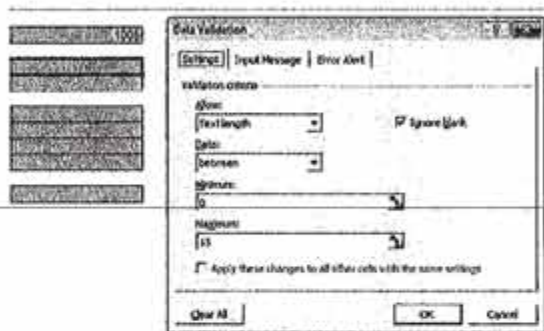 1000
Data Validation
Settings Input Message Error Alert
Validation criteria
Allow:
Text length
Ignore blank
Data:
between
Minimum:
0
Maximum:
15
Apply these changes to all other cells with the same settings
Clear All OK Cancel